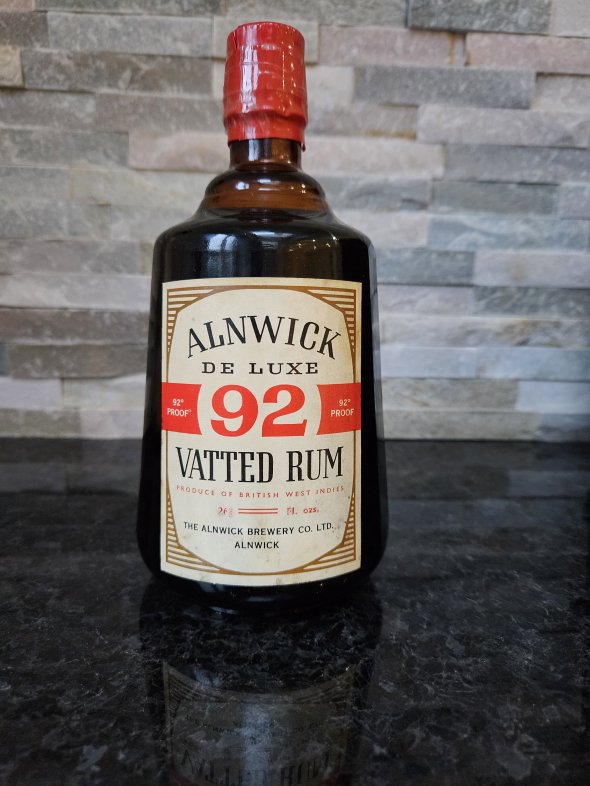 ALNWICK
DE LUXE
92° PROOF 92 92° PROOF
VATTED RUM
PRODUCE OF BRITISH WEST INDIES
26⅔ Fl. ozs.
THE ALNWICK BREWERY CO. LTD.
ALNWICK